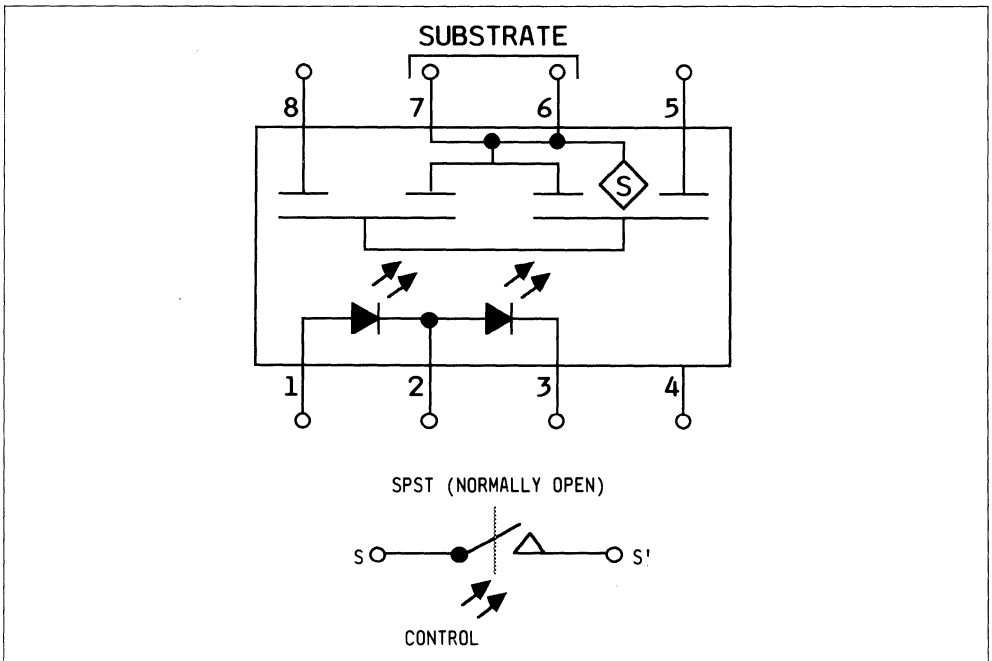 SUBSTRATE
8 7 6 5
S
1 2 3 4
SPST (NORMALLY OPEN)
S S'
CONTROL